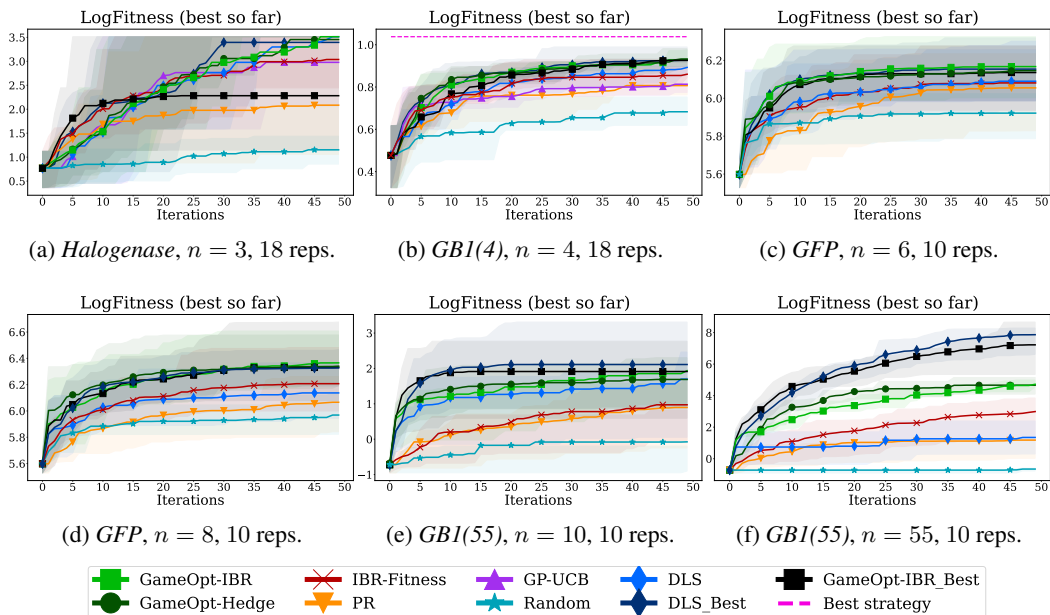 LogFitness (best so far)
3.5
3.0
2.5
2.0
1.5
1.0
0.5
0 5 10 15 20 25 30 35 40 45 50
Iterations
(a) Halogenase, n = 3, 18 reps.
LogFitness (best so far)
1.0
0.8
0.6
0.4
0 5 10 15 20 25 30 35 40 45 50
Iterations
(b) GB1(4), n = 4, 18 reps.
LogFitness (best so far)
6.2
6.0
5.8
5.6
0 5 10 15 20 25 30 35 40 45 50
Iterations
(c) GFP, n = 6, 10 reps.
LogFitness (best so far)
6.6
6.4
6.2
6.0
5.8
5.6
0 5 10 15 20 25 30 35 40 45 50
Iterations
(d) GFP, n = 8, 10 reps.
LogFitness (best so far)
3
2
1
0
−1
0 5 10 15 20 25 30 35 40 45 50
Iterations
(e) GB1(55), n = 10, 10 reps.
LogFitness (best so far)
8
6
4
2
0
0 5 10 15 20 25 30 35 40 45 50
Iterations
(f) GB1(55), n = 55, 10 reps.
GameOpt-IBR IBR-Fitness GP-UCB DLS GameOpt-IBR_Best
GameOpt-Hedge PR Random DLS_Best Best strategy